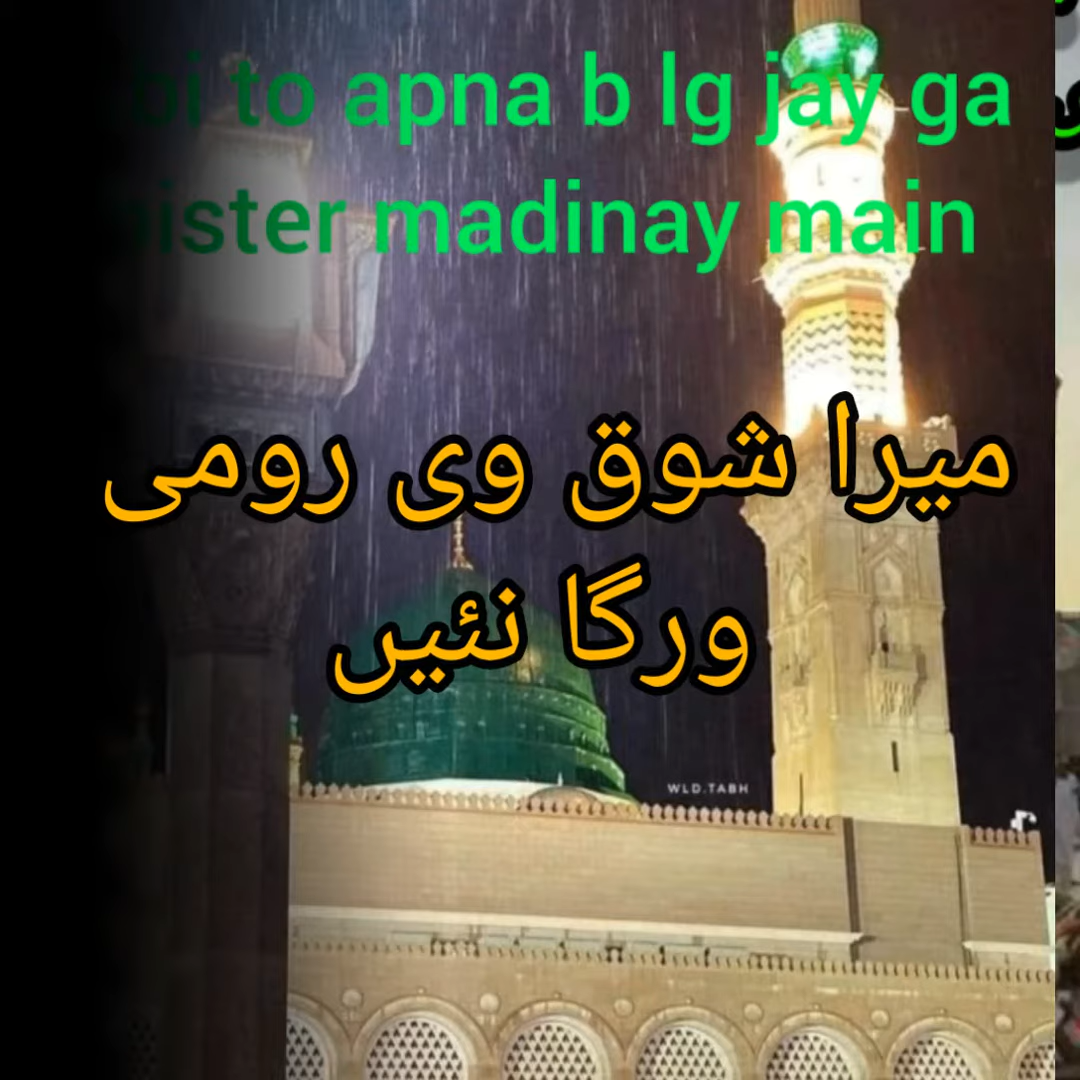 to apna b lg jay ga
madinay main
میرا شوق وی رومی
ورگا نئیں
WLD.TABH